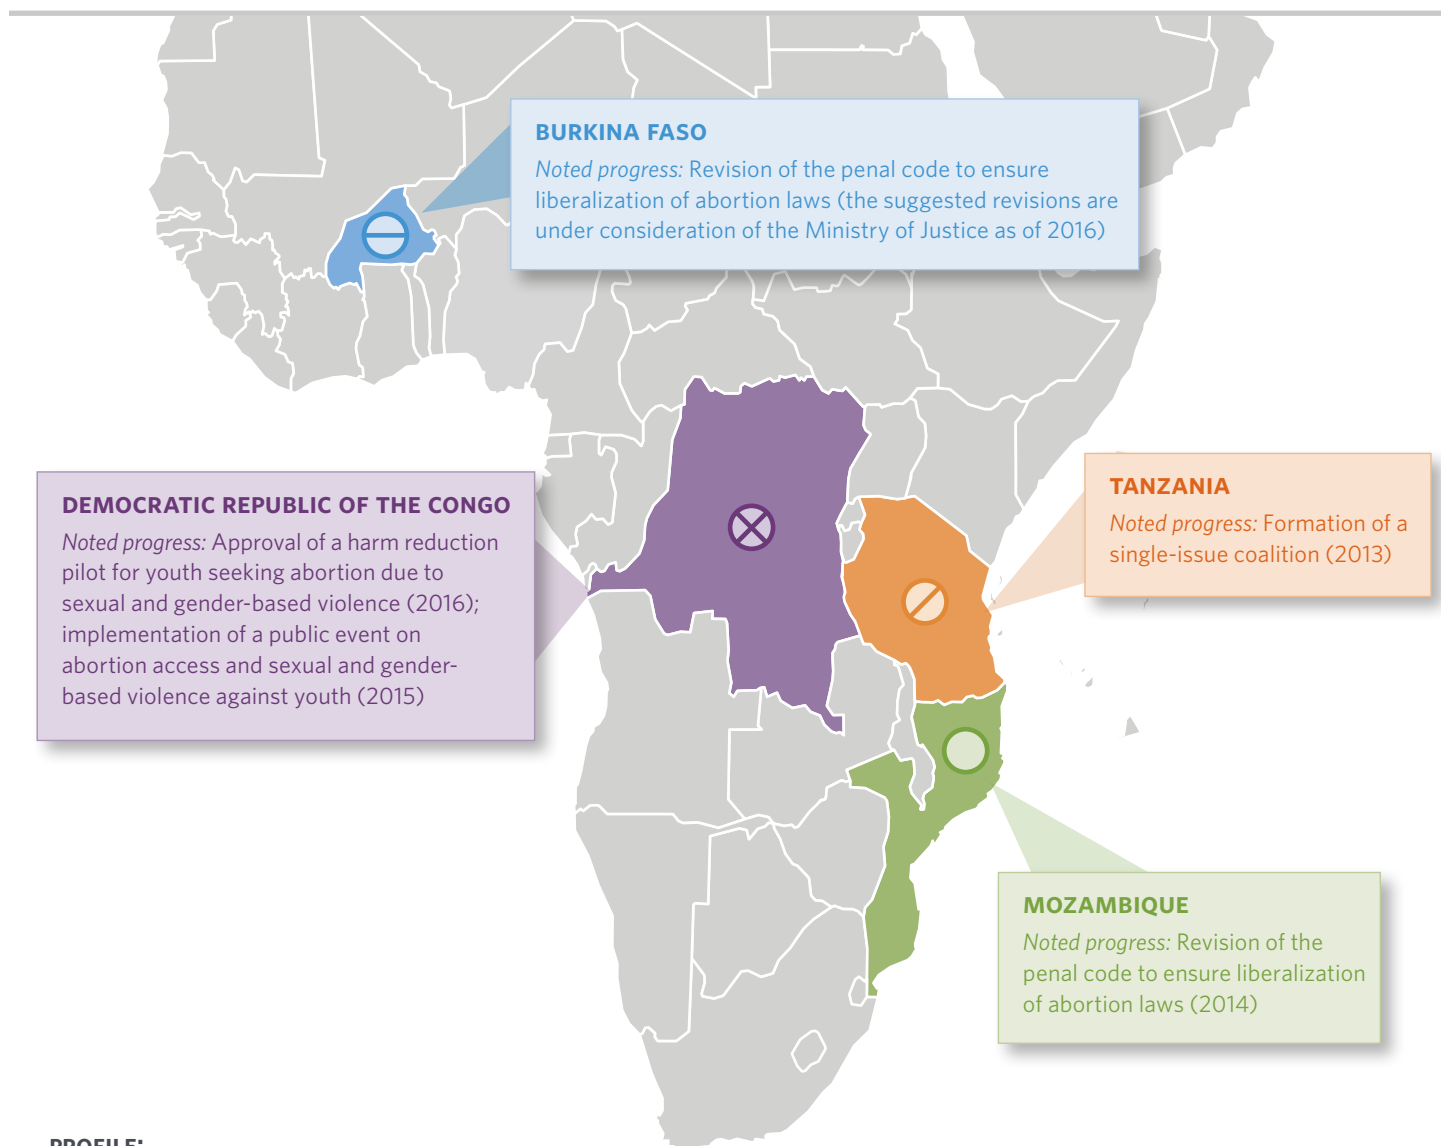 BURKINA FASO
Noted progress: Revision of the penal code to ensure
liberalization of abortion laws (the suggested revisions are
under consideration of the Ministry of Justice as of 2016)
DEMOCRATIC REPUBLIC OF THE CONGO
Noted progress: Approval of a harm reduction
pilot for youth seeking abortion due to
sexual and gender-based violence (2016);
implementation of a public event on
abortion access and sexual and gender-
based violence against youth (2015)
TANZANIA
Noted progress: Formation of a
single-issue coalition (2013)
MOZAMBIQUE
Noted progress: Revision of the
penal code to ensure liberalization
of abortion laws (2014)
PROFILE: